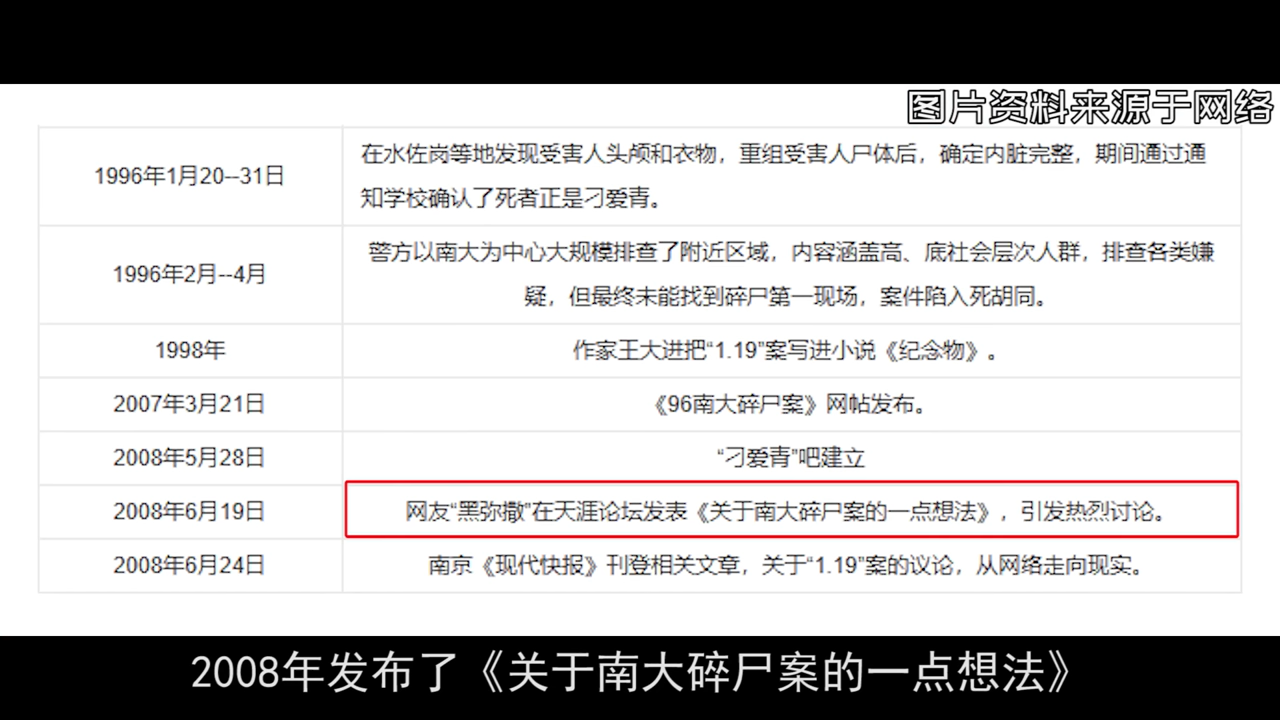 图片资料来源于网络
1996年1月20--31日
在水佐岗等地发现受害人头颅和衣物，重组受害人尸体后，确定内脏完整，期间通过通
知学校确认了死者正是刁爱青。
1996年2月--4月
警方以南大为中心大规模排查了附近区域，内容涵盖高、底社会层次人群，排查各类嫌
疑，但最终未能找到碎尸第一现场，案件陷入死胡同。
1998年
作家王大进把“1.19”案写进小说《纪念物》。
2007年3月21日
《96南大碎尸案》网帖发布。
2008年5月28日
“刁爱青”吧建立
2008年6月19日
网友“黑弥撒”在天涯论坛发表《关于南大碎尸案的一点想法》，引发热烈讨论。
2008年6月24日
南京《现代快报》刊登相关文章，关于“1.19”案的议论，从网络走向现实。
2008年发布了《关于南大碎尸案的一点想法》